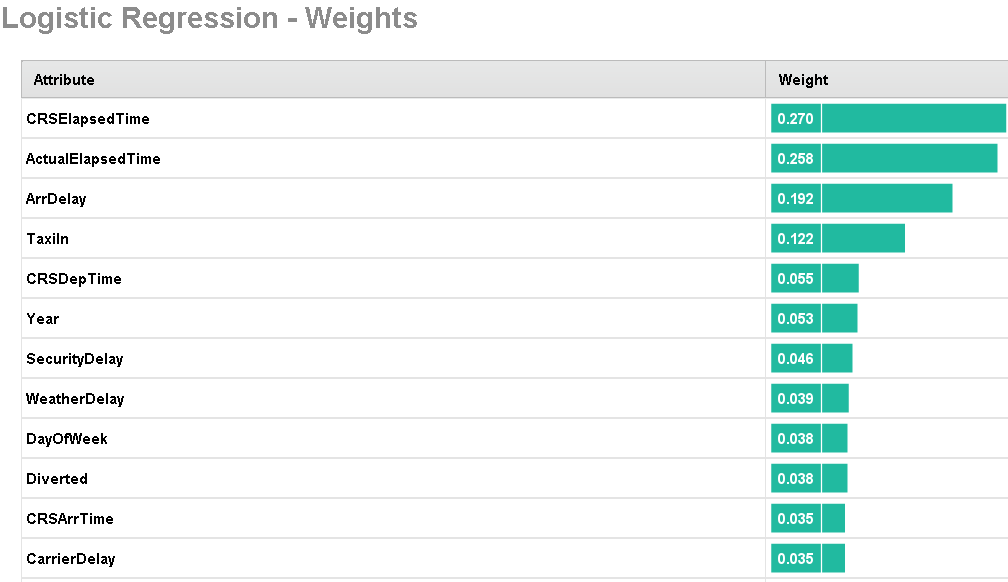 Logistic Regression - Weights
Attribute Weight
CRSElapsedTime 0.270
ActualElapsedTime 0.258
ArrDelay 0.192
TaxiIn 0.122
CRSDepTime 0.055
Year 0.053
SecurityDelay 0.046
WeatherDelay 0.039
DayOfWeek 0.038
Diverted 0.038
CRSArrTime 0.035
CarrierDelay 0.035